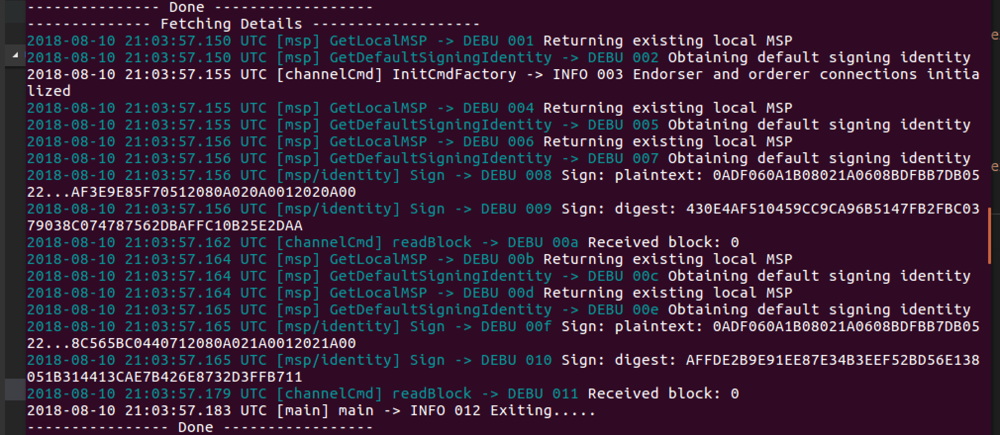 --------------- Done ------------------
-------------- Fetching Details -------------------
2018-08-10 21:03:57.150 UTC [msp] GetLocalMSP -> DEBU 001 Returning existing local MSP
2018-08-10 21:03:57.150 UTC [msp] GetDefaultSigningIdentity -> DEBU 002 Obtaining default signing identity
2018-08-10 21:03:57.155 UTC [channelCmd] InitCmdFactory -> INFO 003 Endorser and orderer connections initia
lized
2018-08-10 21:03:57.155 UTC [msp] GetLocalMSP -> DEBU 004 Returning existing local MSP
2018-08-10 21:03:57.155 UTC [msp] GetDefaultSigningIdentity -> DEBU 005 Obtaining default signing identity
2018-08-10 21:03:57.156 UTC [msp] GetLocalMSP -> DEBU 006 Returning existing local MSP
2018-08-10 21:03:57.156 UTC [msp] GetDefaultSigningIdentity -> DEBU 007 Obtaining default signing identity
2018-08-10 21:03:57.156 UTC [msp/identity] Sign -> DEBU 008 Sign: plaintext: 0ADF060A1B08021A0608BDFBB7DB05
22...AF3E9E85F70512080A020A0012020A00
2018-08-10 21:03:57.156 UTC [msp/identity] Sign -> DEBU 009 Sign: digest: 430E4AF510459CC9CA96B5147FB2FBC03
79038C074787562DBAFFC10B25E2DAA
2018-08-10 21:03:57.162 UTC [channelCmd] readBlock -> DEBU 00a Received block: 0
2018-08-10 21:03:57.164 UTC [msp] GetLocalMSP -> DEBU 00b Returning existing local MSP
2018-08-10 21:03:57.164 UTC [msp] GetDefaultSigningIdentity -> DEBU 00c Obtaining default signing identity
2018-08-10 21:03:57.164 UTC [msp] GetLocalMSP -> DEBU 00d Returning existing local MSP
2018-08-10 21:03:57.165 UTC [msp] GetDefaultSigningIdentity -> DEBU 00e Obtaining default signing identity
2018-08-10 21:03:57.165 UTC [msp/identity] Sign -> DEBU 00f Sign: plaintext: 0ADF060A1B08021A0608BDFBB7DB05
22...8C565BC0440712080A021A0012021A00
2018-08-10 21:03:57.165 UTC [msp/identity] Sign -> DEBU 010 Sign: digest: AFFDE2B9E91EE87E34B3EEF52BD56E138
051B314413CAE7B426E8732D3FFB711
2018-08-10 21:03:57.179 UTC [channelCmd] readBlock -> DEBU 011 Received block: 0
2018-08-10 21:03:57.183 UTC [main] main -> INFO 012 Exiting.....
---------------- Done -----------------